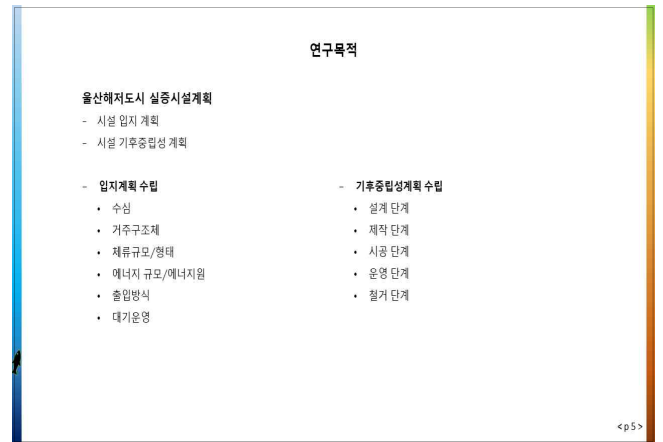 연구목적
울산해저도시 실증시설계획
- 시설 입지 계획
- 시설 기후중립성 계획
- 입지계획 수립
• 수심
• 거주구조체
• 체류규모/형태
• 에너지 규모/에너지원
• 출입방식
• 대기운영
- 기후중립성계획 수립
• 설계 단계
• 제작 단계
• 시공 단계
• 운영 단계
• 철거 단계
<p5>